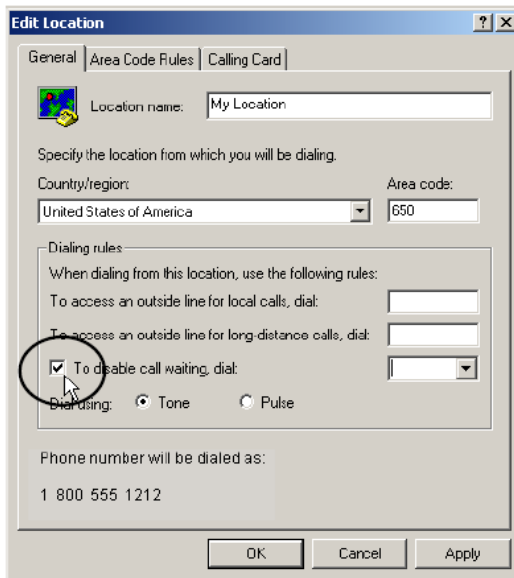 Edit Location
General Area Code Rules Calling Card
Location name: My Location
Specify the location from which you will be dialing.
Country/region: Area code:
United States of America 650
Dialing rules
When dialing from this location, use the following rules:
To access an outside line for local calls, dial:
To access an outside line for long-distance calls, dial:
To disable call waiting, dial:
Dial using: Tone Pulse
Phone number will be dialed as:
1 800 555 1212
OK Cancel Apply